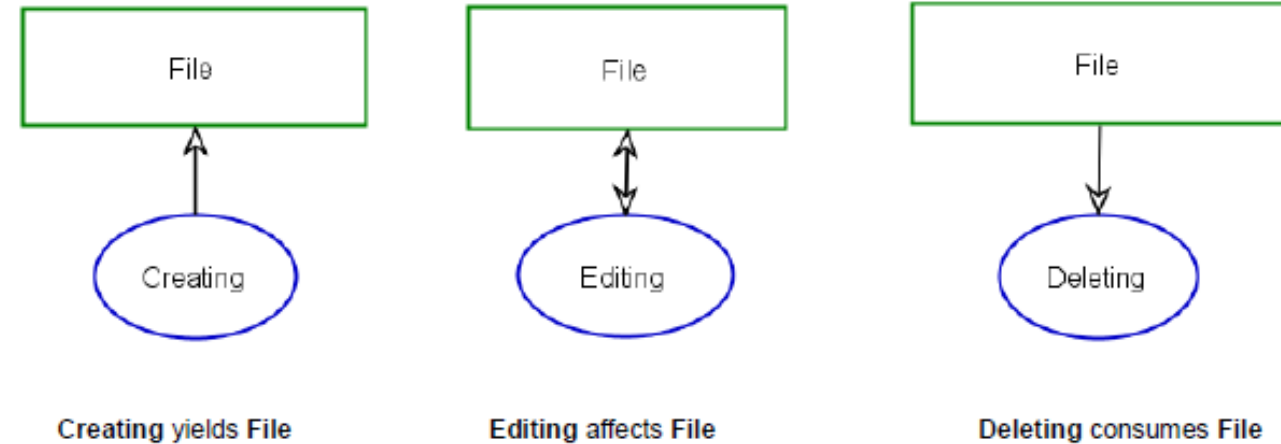 File
File
File
Creating
Editing
Deleting
Creating yields File
Editing affects File
Deleting consumes File